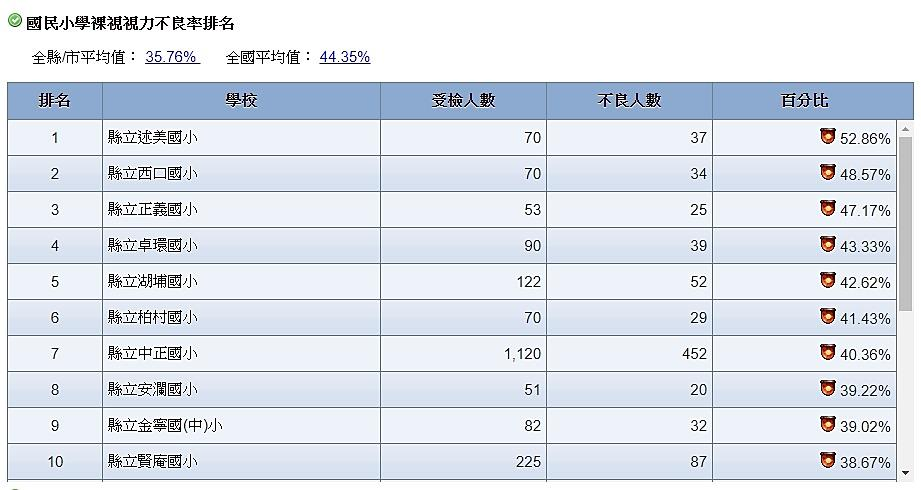 國民小學裸視視力不良率排名
全縣/市平均值： 35.76% 全國平均值： 44.35%
排名 學校 受檢人數 不良人數 百分比
1 縣立述美國小 70 37 52.86%
2 縣立西口國小 70 34 48.57%
3 縣立正義國小 53 25 47.17%
4 縣立卓環國小 90 39 43.33%
5 縣立湖埔國小 122 52 42.62%
6 縣立柏村國小 70 29 41.43%
7 縣立中正國小 1,120 452 40.36%
8 縣立安瀾國小 51 20 39.22%
9 縣立金寧國(中)小 82 32 39.02%
10 縣立賢庵國小 225 87 38.67%